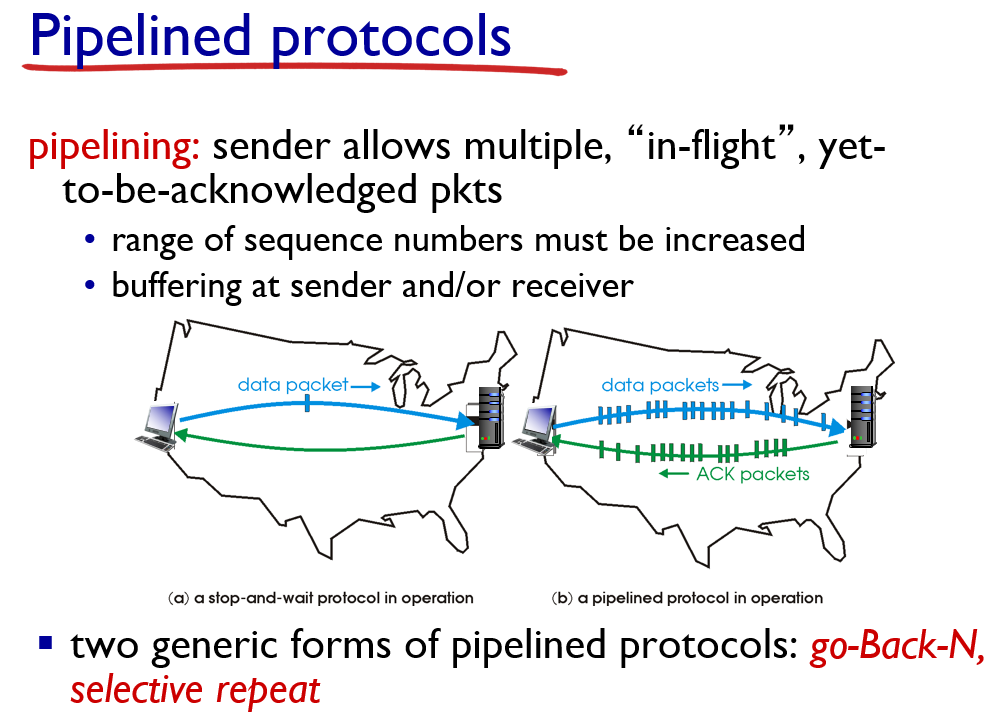 Pipelined protocols
pipelining: sender allows multiple, “in-flight”, yet-
to-be-acknowledged pkts
• range of sequence numbers must be increased
• buffering at sender and/or receiver
data packet
data packets
ACK packets
(a) a stop-and-wait protocol in operation
(b) a pipelined protocol in operation
▪ two generic forms of pipelined protocols: go-Back-N,
selective repeat